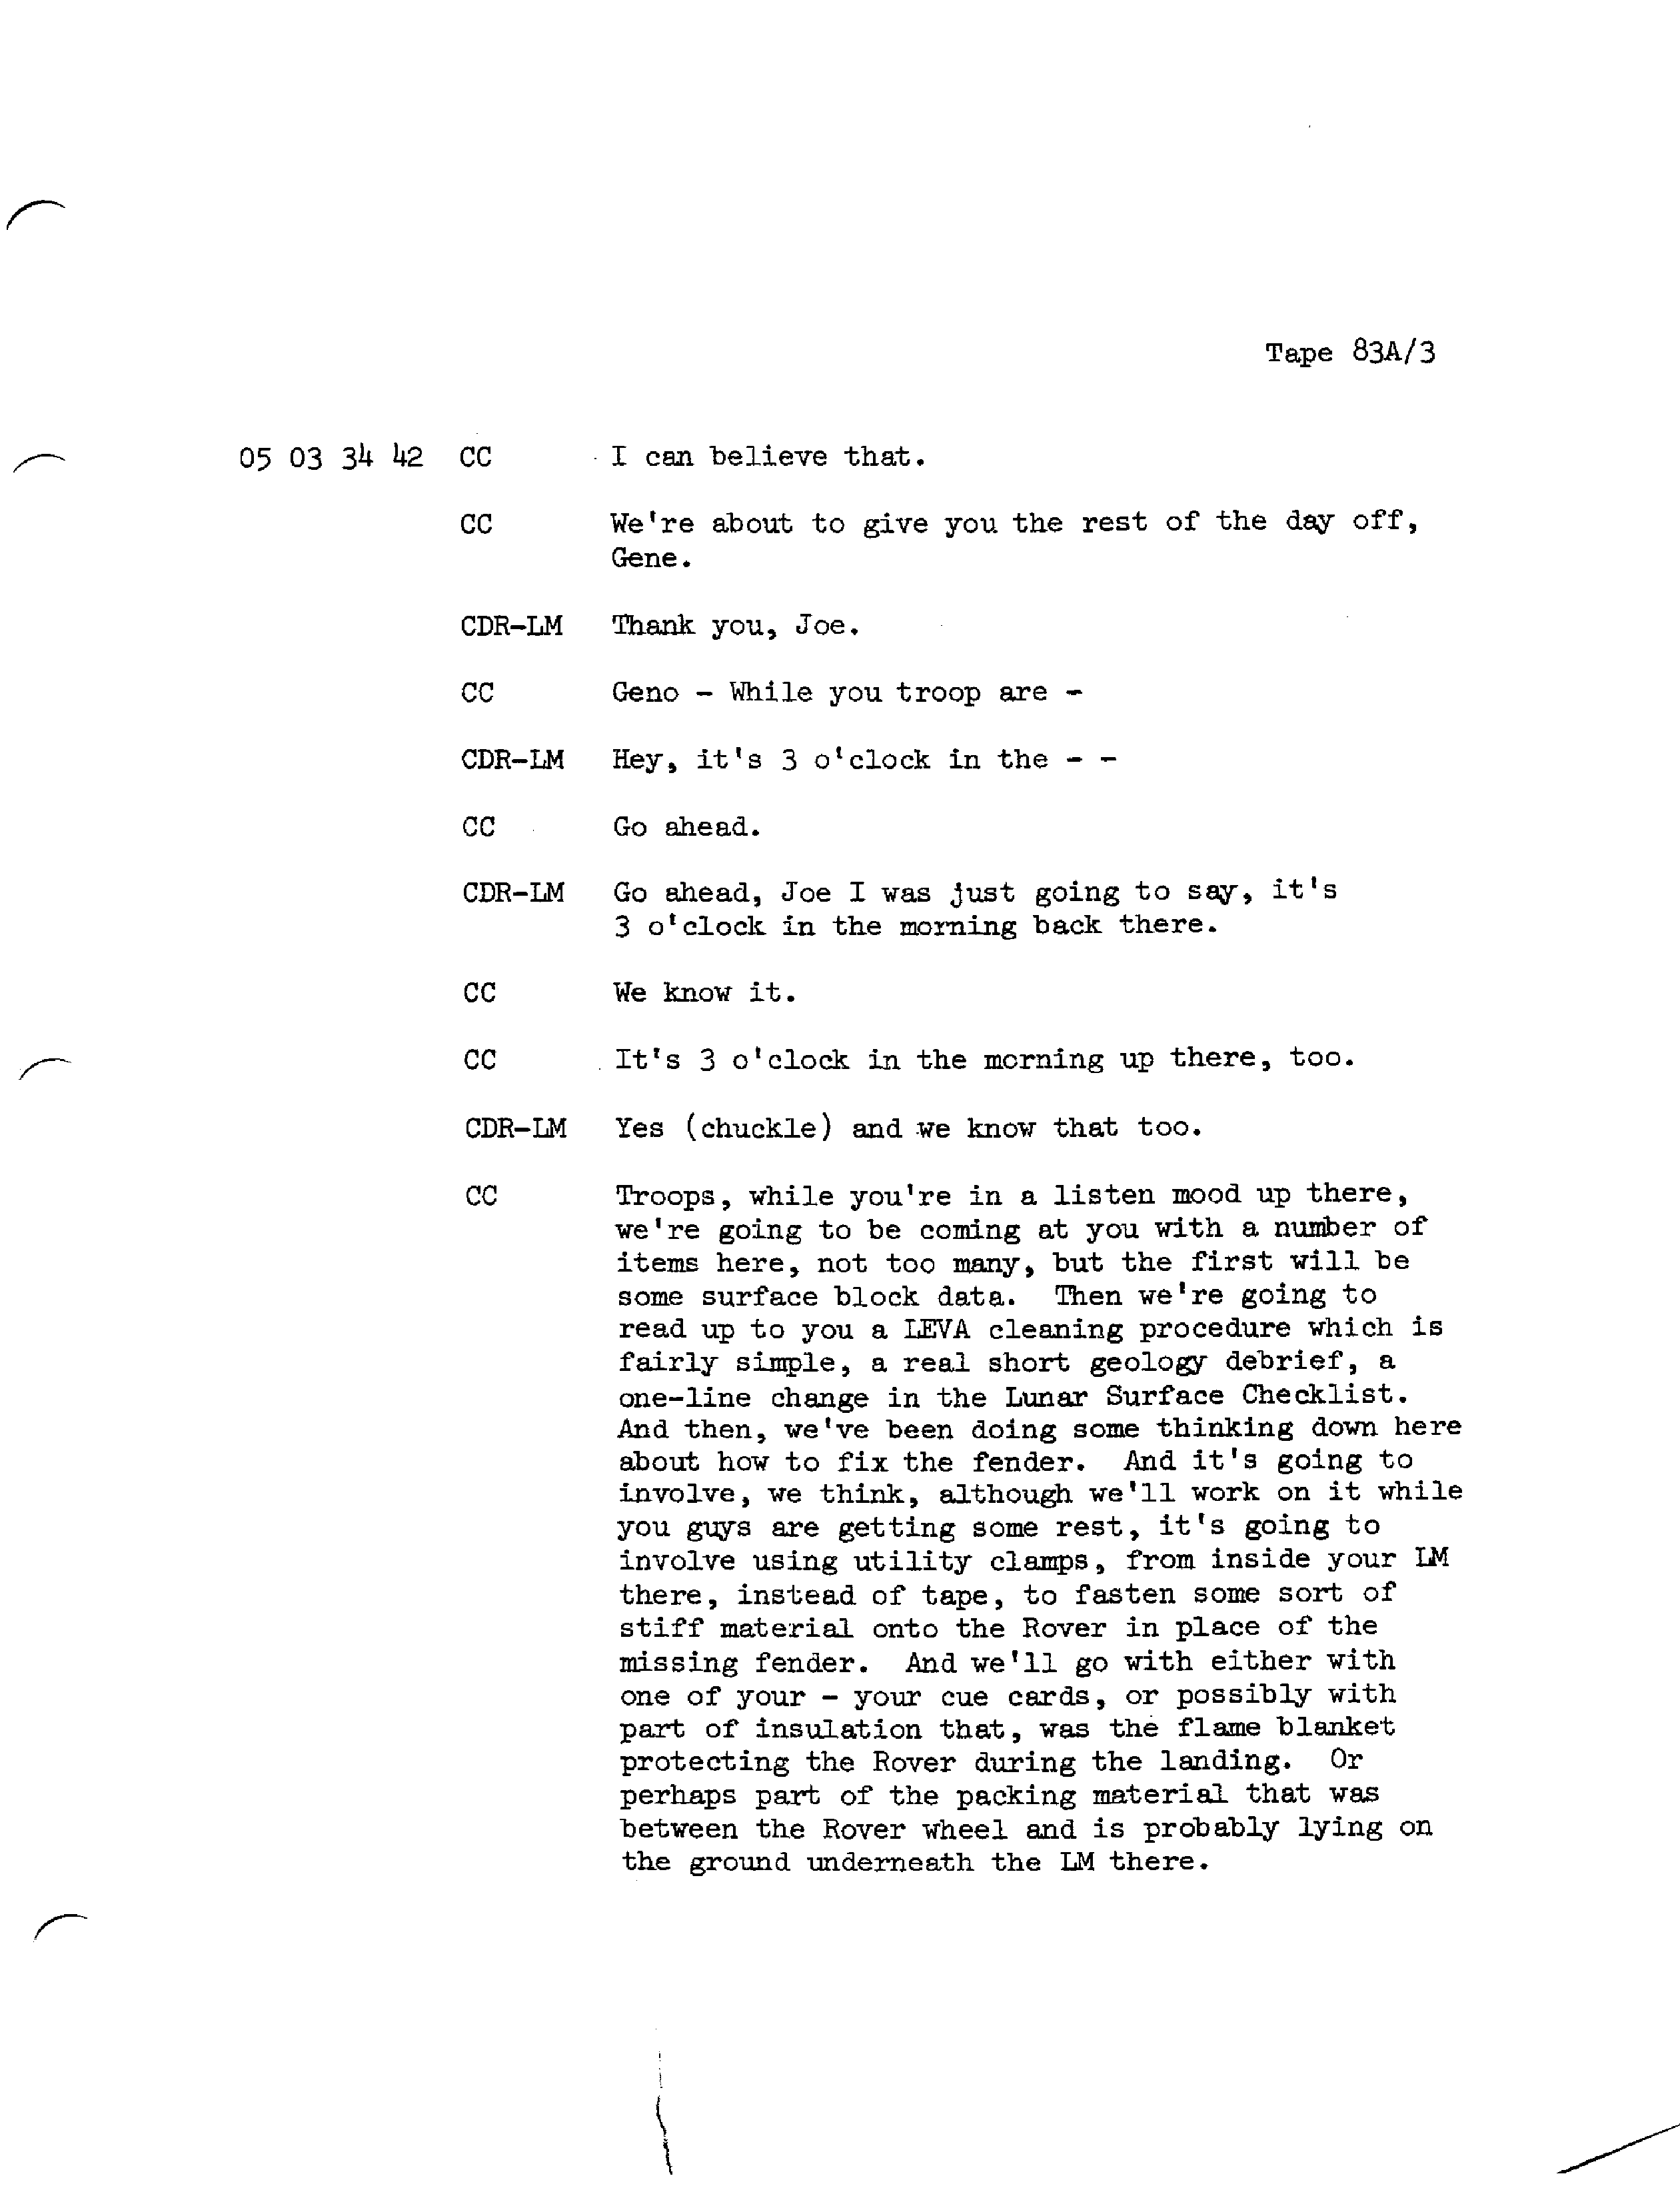 Tape 83A/3
05 03 34 42 CC I can believe that.
CC We're about to give you the rest of the day off,
Gene.
CDR-LM Thank you, Joe.
CC Geno - While you troop are -
CDR-LM Hey, it's 3 o'clock in the - -
CC Go ahead.
CDR-LM Go ahead, Joe I was just going to say, it's
3 o'clock in the morning back there.
CC We know it.
CC It's 3 o'clock in the morning up there, too.
CDR-LM Yes (chuckle) and we know that too.
CC Troops, while you're in a listen mood up there,
we're going to be coming at you with a number of
items here, not too many, but the first will be
some surface block data. Then we're going to
read up to you a LEVA cleaning procedure which is
fairly simple, a real short geology debrief, a
one-line change in the Lunar Surface Checklist.
And then, we've been doing some thinking down here
about how to fix the fender. And it's going to
involve, we think, although we'll work on it while
you guys are getting some rest, it's going to
involve using utility clamps, from inside your LM
there, instead of tape, to fasten some sort of
stiff material onto the Rover in place of the
missing fender. And we'll go with either with
one of your - your cue cards, or possibly with
part of insulation that, was the flame blanket
protecting the Rover during the landing. Or
perhaps part of the packing material that was
between the Rover wheel and is probably lying on
the ground underneath the LM there.